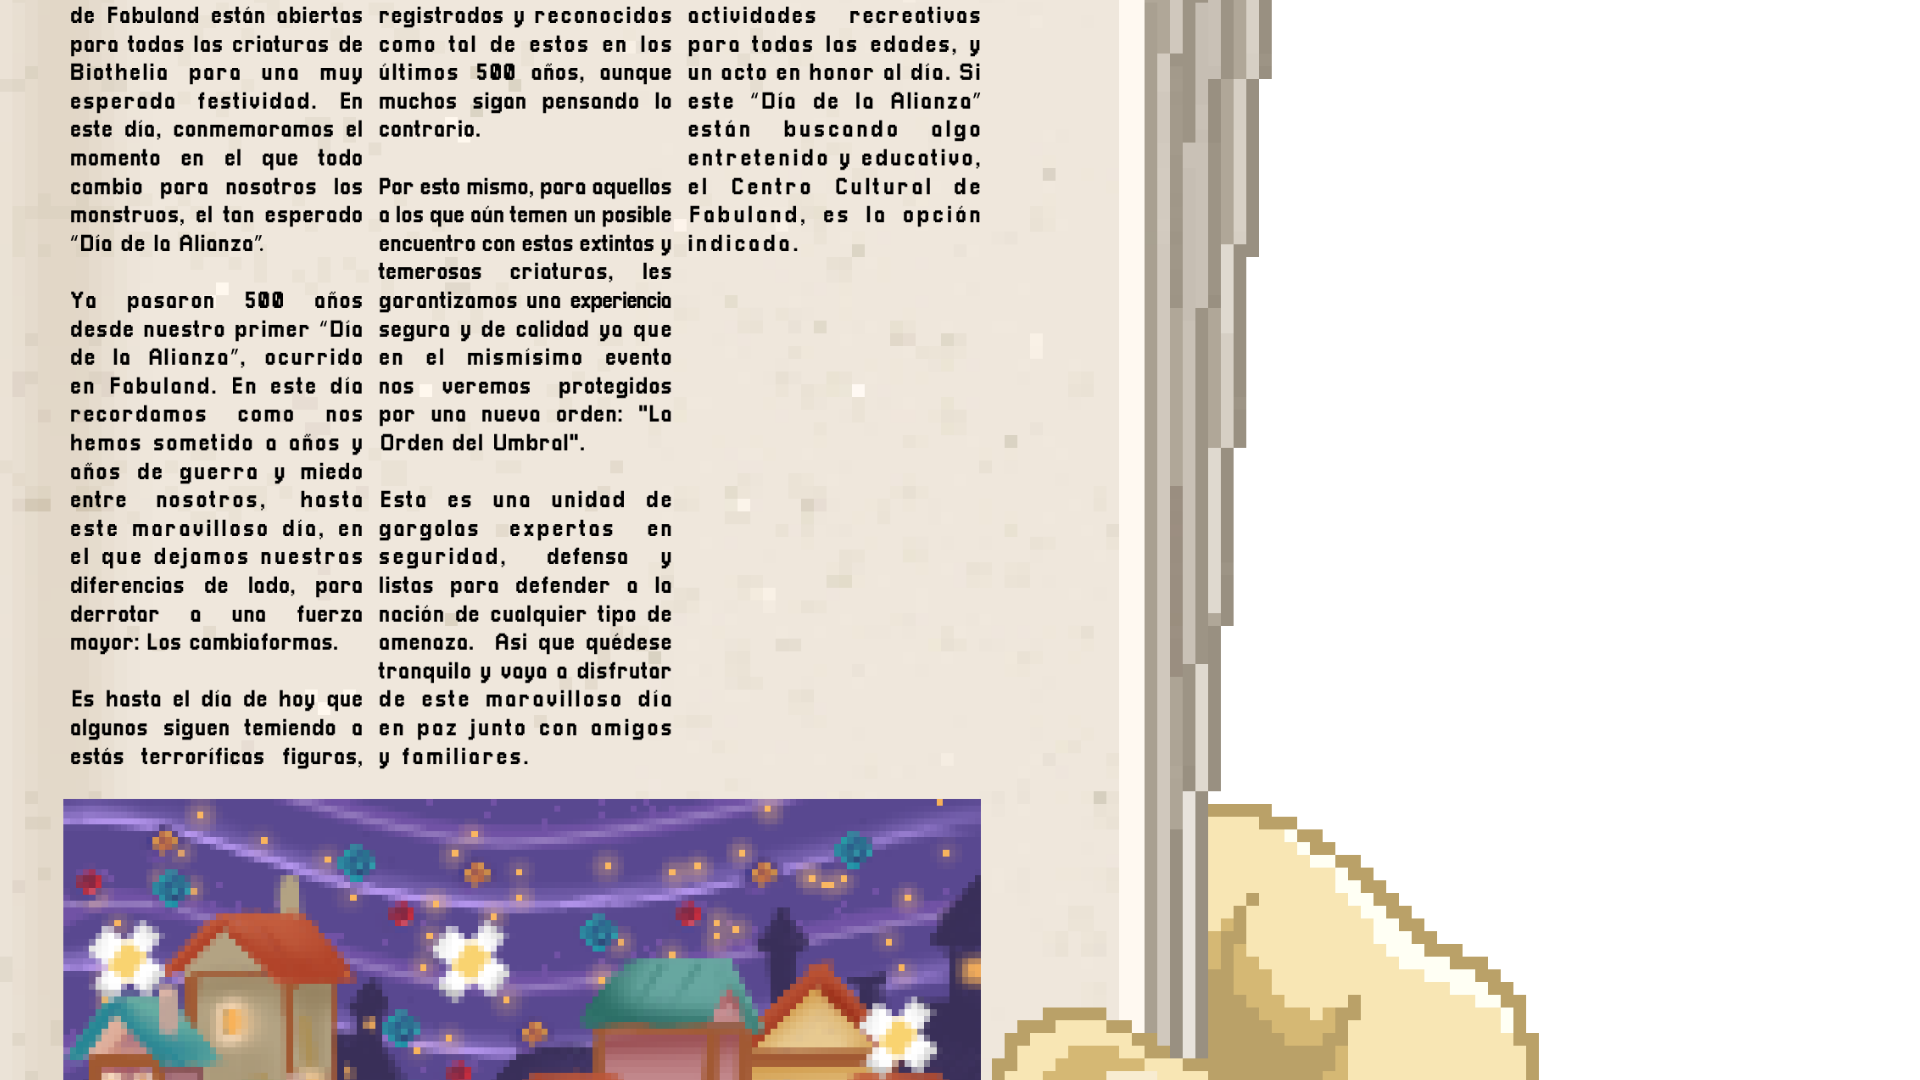 de Fabuland están abiertas
para todas las criaturas de
Biothelia para una muy
esperada festividad. En
este día, conmemoramos el
momento en el que todo
cambio para nosotros los
monstruos, el tan esperado
“Día de la Alianza”.
Ya pasaron 500 años
desde nuestro primer “Día
de la Alianza”, ocurrido
en Fabuland. En este día
recordamos como nos
hemos sometido a años y
años de guerra y miedo
entre nosotros, hasta
este maravilloso día, en
el que dejamos nuestras
diferencias de lado, para
derrotar a una fuerza
mayor: Los cambiaformas.
Es hasta el día de hoy que
algunos siguen temiendo a
estás terroríficas figuras,
registrados y reconocidos
como tal de estos en los
últimos 500 años, aunque
muchos sigan pensando lo
contrario.
Por esto mismo, para aquellos
a los que aún temen un posible
encuentro con estas extintas y
temerosas criaturas, les
garantizamos una experiencia
segura y de calidad ya que
en el mismísimo evento
nos veremos protegidos
por una nueva orden: "La
Orden del Umbral".
Esta es una unidad de
gargolas expertas en
seguridad, defensa y
listas para defender a la
nación de cualquier tipo de
amenaza. Asi que quédese
tranquilo y vaya a disfrutar
de este maravilloso día
en paz junto con amigos
y familiares.
actividades recreativas
para todas las edades, y
un acto en honor al día. Si
este “Día de la Alianza”
están buscando algo
entretenido y educativo,
el Centro Cultural de
Fabuland, es la opción
indicada.